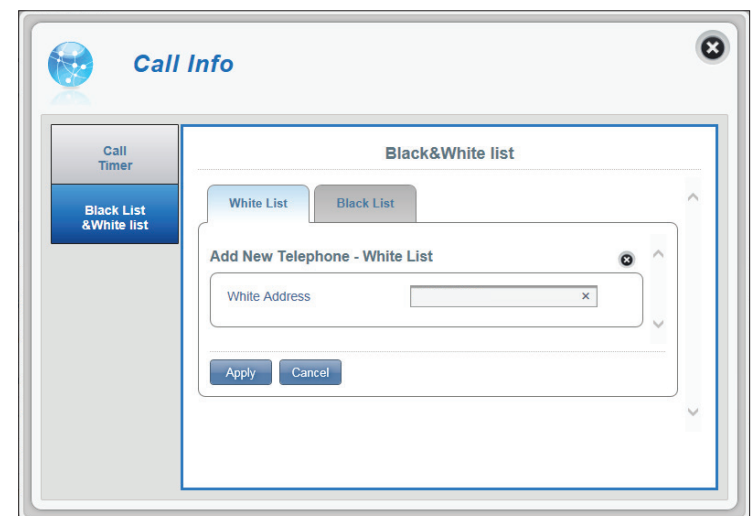 Call Info
Call
Timer
Black List
&White list
Black&White list
White List
Black List
Add New Telephone - White List
White Address
Apply
Cancel